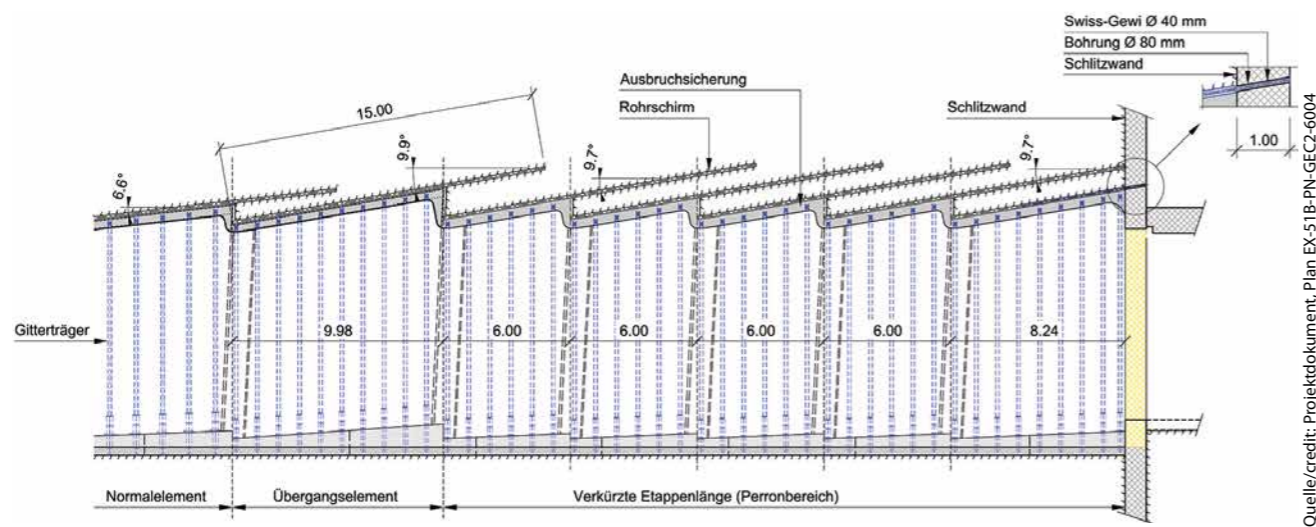 Swiss-Gewi Ø 40 mm
Bohrung Ø 80 mm
Schlitzwand
1.00
Ausbruchsicherung
Rohrschirm
Schlitzwand
15.00
6.6°
9.9°
9.7°
9.7°
Gitterträger
9.98
6.00
6.00
6.00
6.00
8.24
Normalelement
Übergangselement
Verkürzte Etappenlänge (Perronbereich)
Quelle/credit: Projektdokument, Plan EX-51B-PN-GEC2-6004